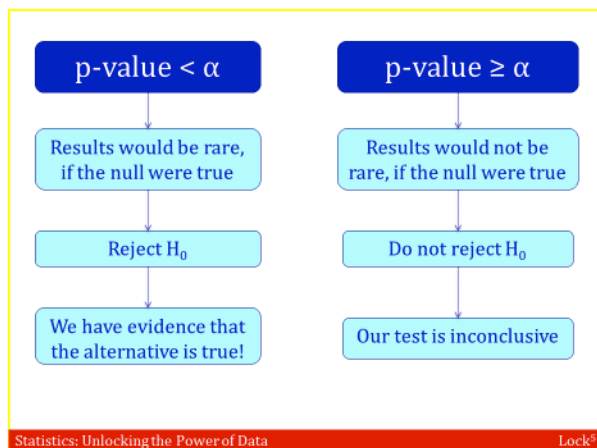 p-value < α
Results would be rare,
if the null were true
Reject H₀
We have evidence that
the alternative is true!
p-value ≥ α
Results would not be
rare, if the null were true
Do not reject H₀
Our test is inconclusive
Statistics: Unlocking the Power of Data
Lock⁵